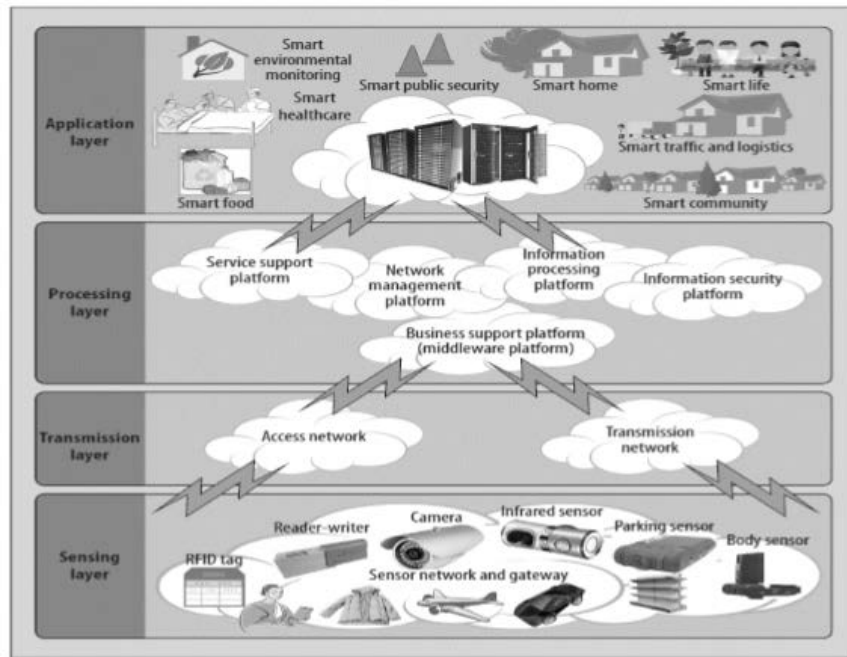 Application
layer
Smart
environmental
monitoring
Smart
healthcare
Smart food
Smart public security
Smart home
Smart life
Smart traffic and logistics
Smart community
Processing
layer
Service support
platform
Network
management
platform
Information
processing
platform
Information security
platform
Business support platform
(middleware platform)
Transmission
layer
Access network
Transmission
network
Sensing
layer
RFID tag
Reader-writer
Camera
Infrared sensor
Parking sensor
Body sensor
Sensor network and gateway